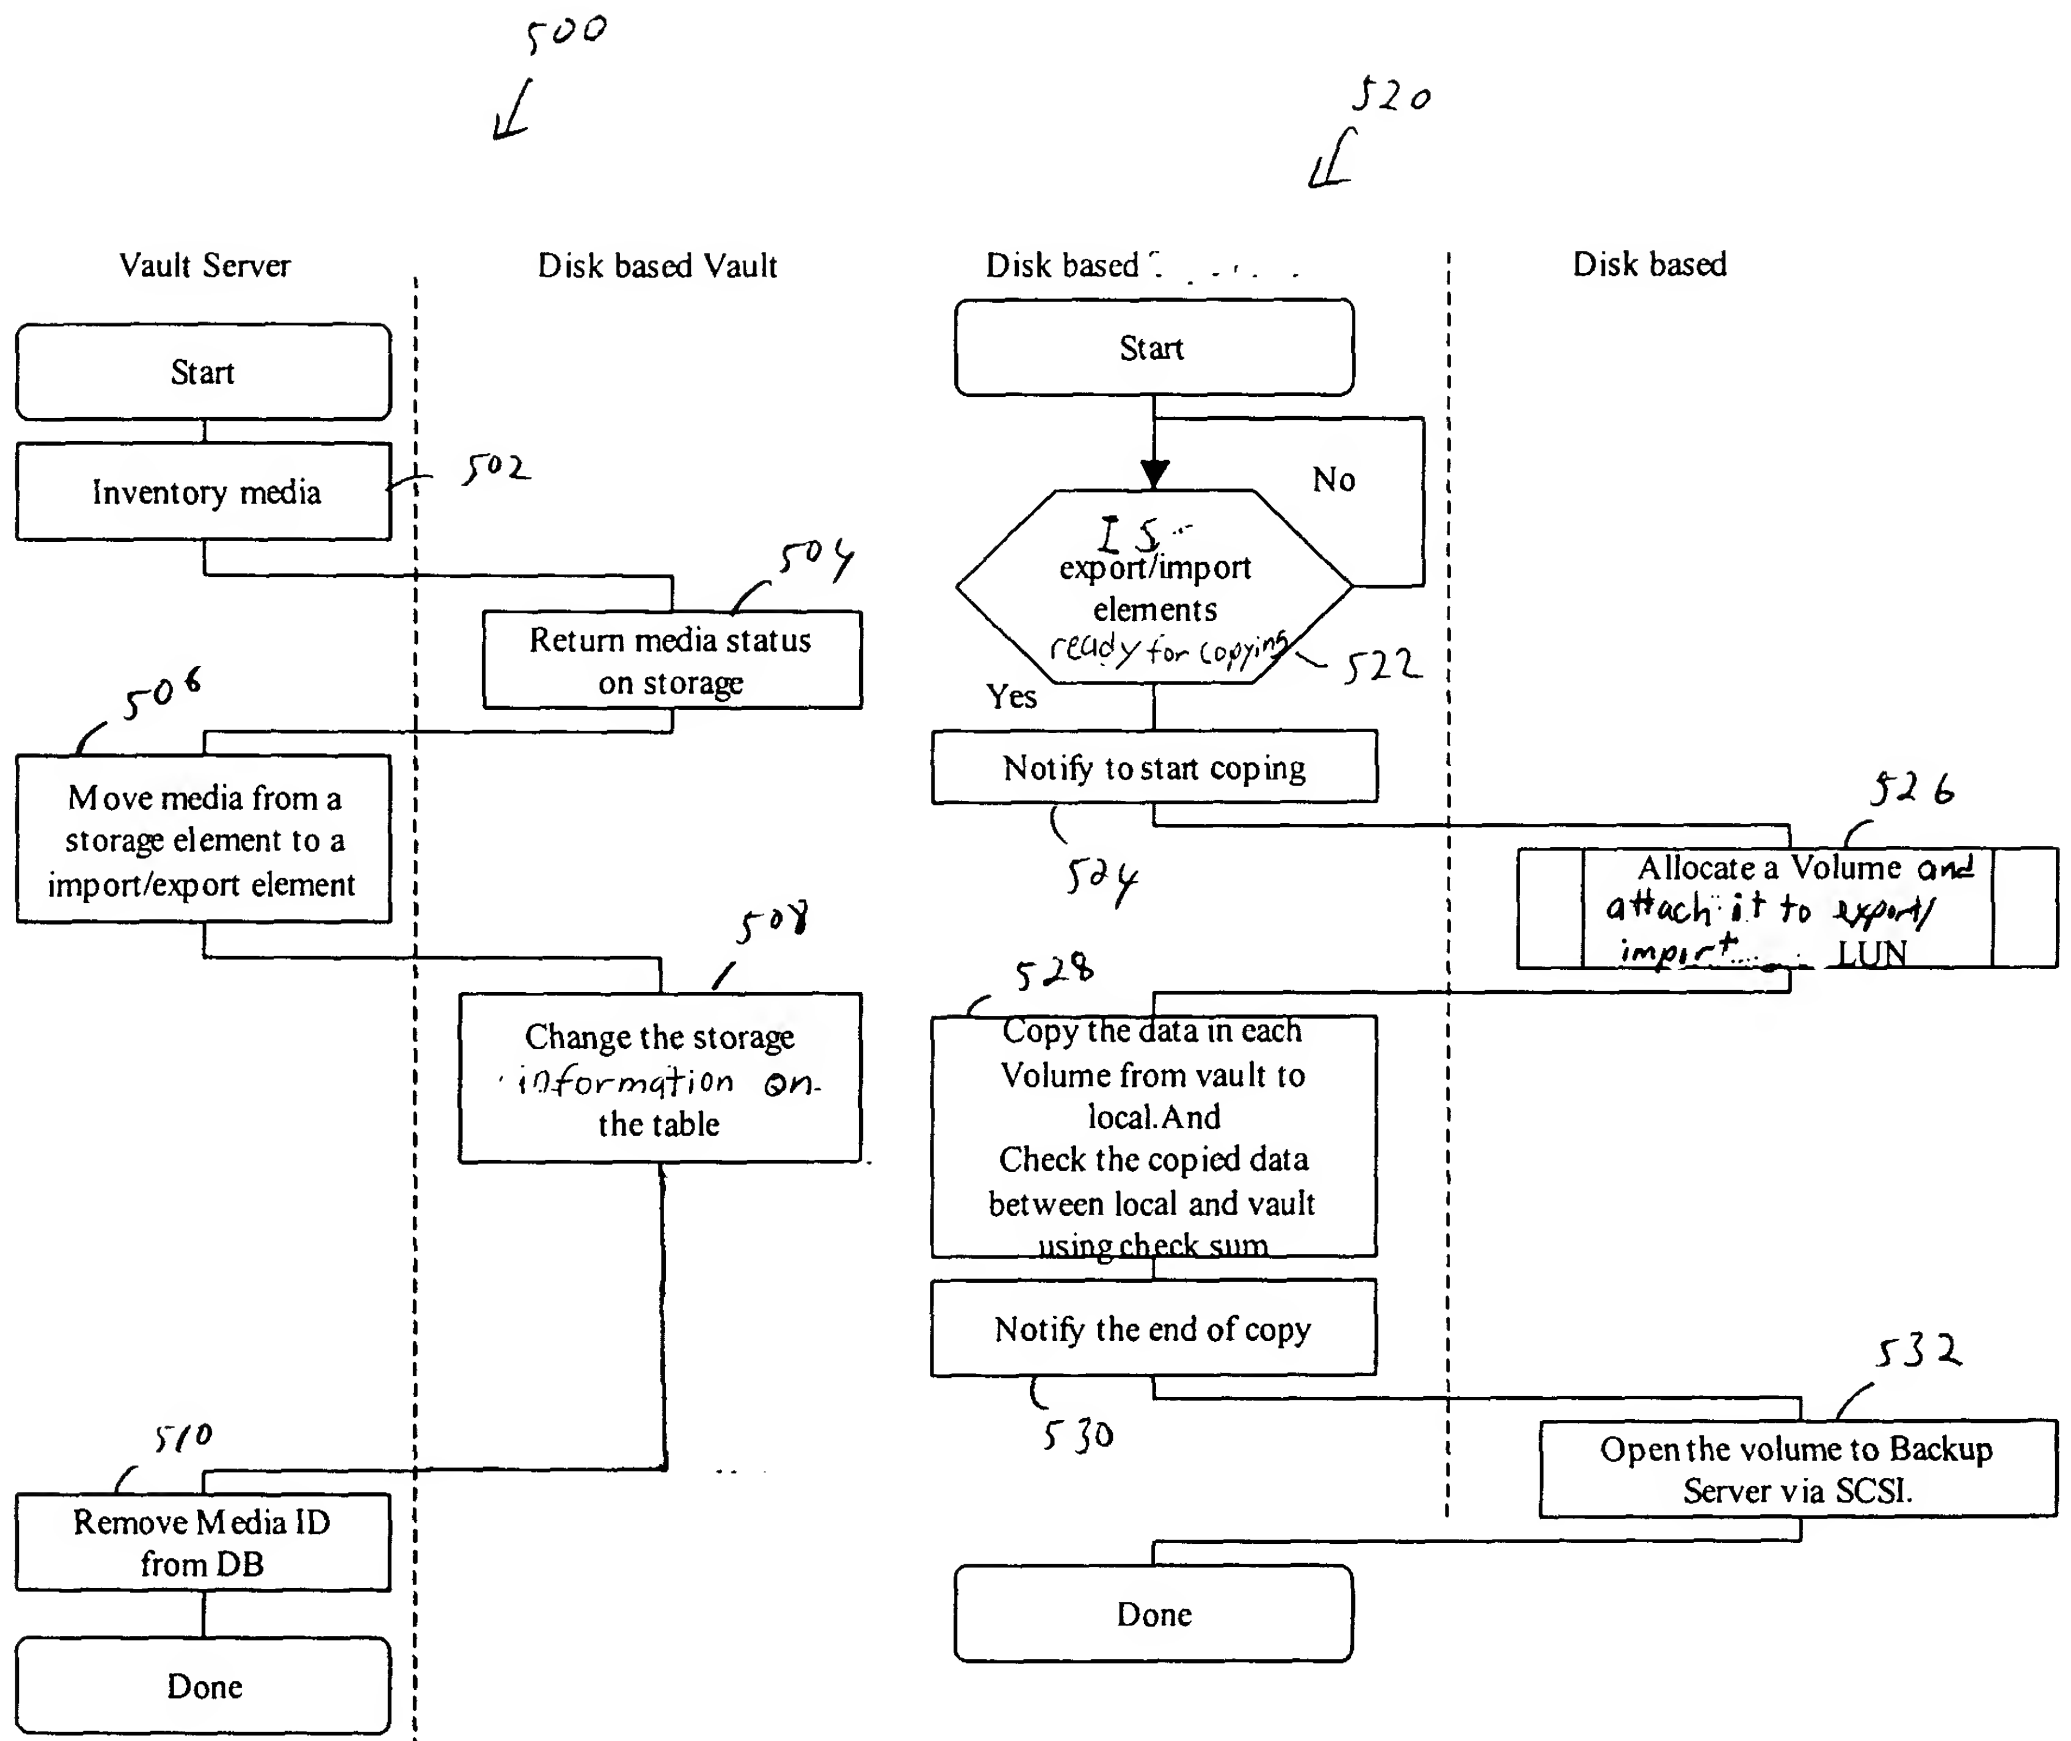 500
520
Vault Server
Disk based Vault
Disk based
Disk based
Start
Inventory media
502
504
Return media status
on storage
506
Move media from a
storage element to a
import/export element
508
Change the storage
information on
the table
510
Remove Media ID
from DB
Done
Start
No
IS
export/import
elements
ready for copying
522
Yes
Notify to start coping
524
526
Allocate a Volume and
attach it to export/
import LUN
528
Copy the data in each
Volume from vault to
local.And
Check the copied data
between local and vault
using check sum
Notify the end of copy
530
532
Open the volume to Backup
Server via SCSI.
Done